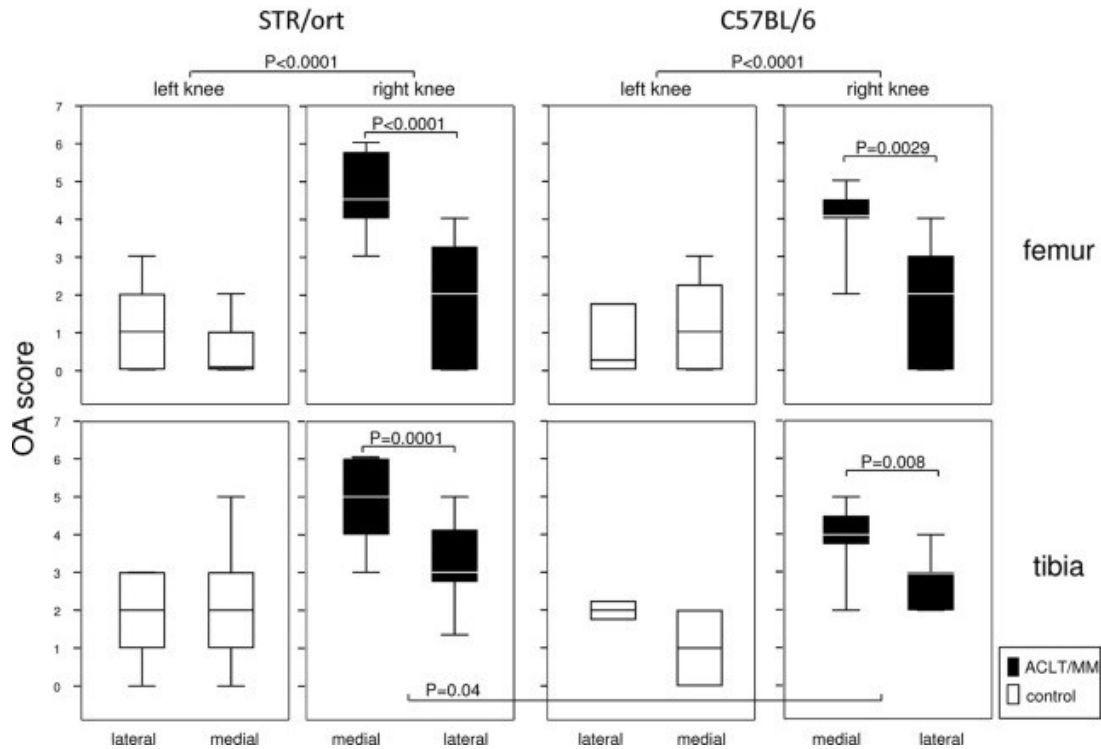 STR/ort C57BL/6
P<0.0001 P<0.0001
left knee right knee left knee right knee
7
6
5
4
3
2
1
0
P<0.0001
P=0.0029
femur
OA score
7
6
5
4
3
2
1
0
P=0.0001
P=0.008
tibia
P=0.04
ACLT/MM
control
lateral medial medial lateral lateral medial medial lateral